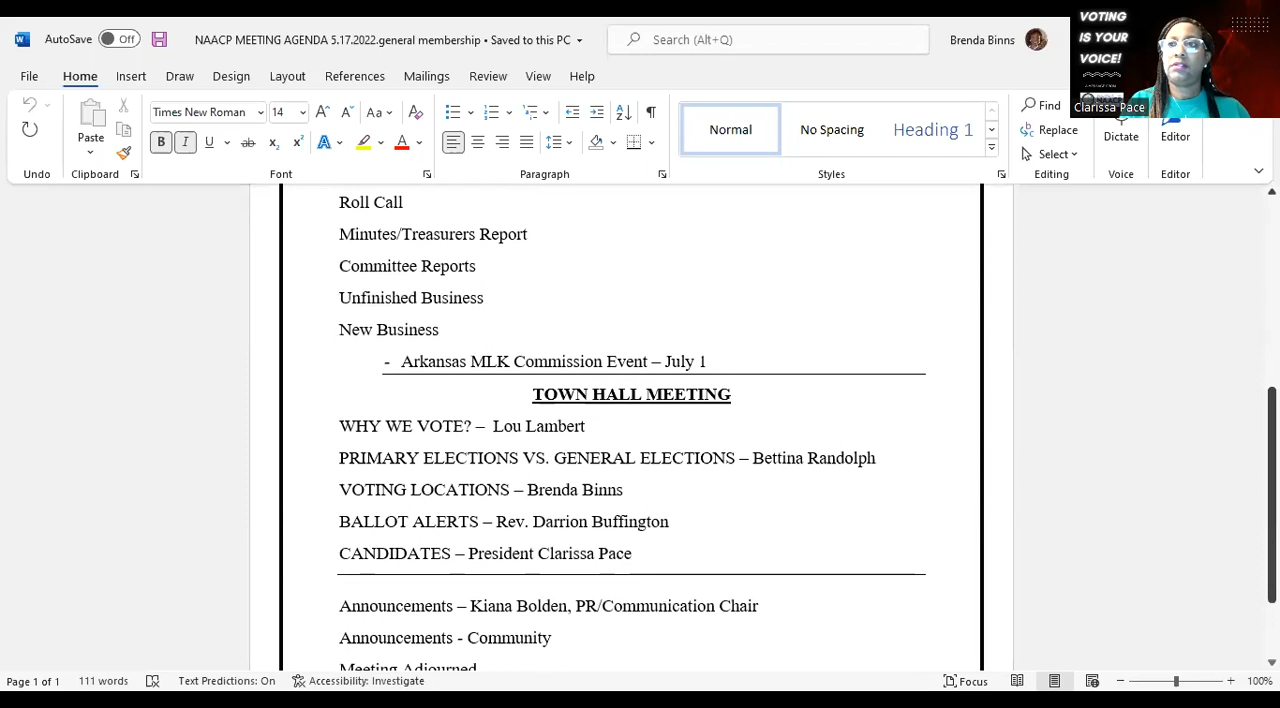 AutoSave Off NAACP MEETING AGENDA 5.17.2022.general membership • Saved to this PC Search (Alt+Q) Brenda Binns
VOTING
IS YOUR
VOICE!
Clarissa Pace
File Home Insert Draw Design Layout References Mailings Review View Help
Times New Roman 14 Aa
Paste
B I U ab x₂ x² A A
Normal No Spacing Heading 1
Find
Replace
Select
Dictate
Editor
Undo Clipboard Font Paragraph Styles Editing Voice Editor
Roll Call
Minutes/Treasurers Report
Committee Reports
Unfinished Business
New Business
- Arkansas MLK Commission Event – July 1
TOWN HALL MEETING
WHY WE VOTE? – Lou Lambert
PRIMARY ELECTIONS VS. GENERAL ELECTIONS – Bettina Randolph
VOTING LOCATIONS – Brenda Binns
BALLOT ALERTS – Rev. Darrion Buffington
CANDIDATES – President Clarissa Pace
Announcements – Kiana Bolden, PR/Communication Chair
Announcements - Community
Meeting Adjourned
Page 1 of 1 111 words Text Predictions: On Accessibility: Investigate Focus 100%